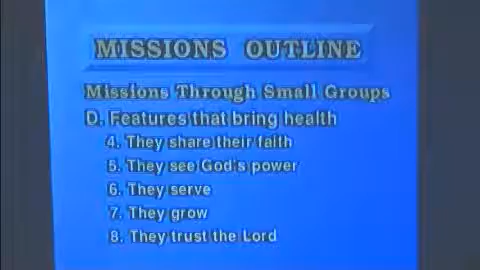 MISSIONS OUTLINE
Missions Through Small Groups
D. Features that bring health
4. They share their faith
5. They see God's power
6. They serve
7. They grow
8. They trust the Lord